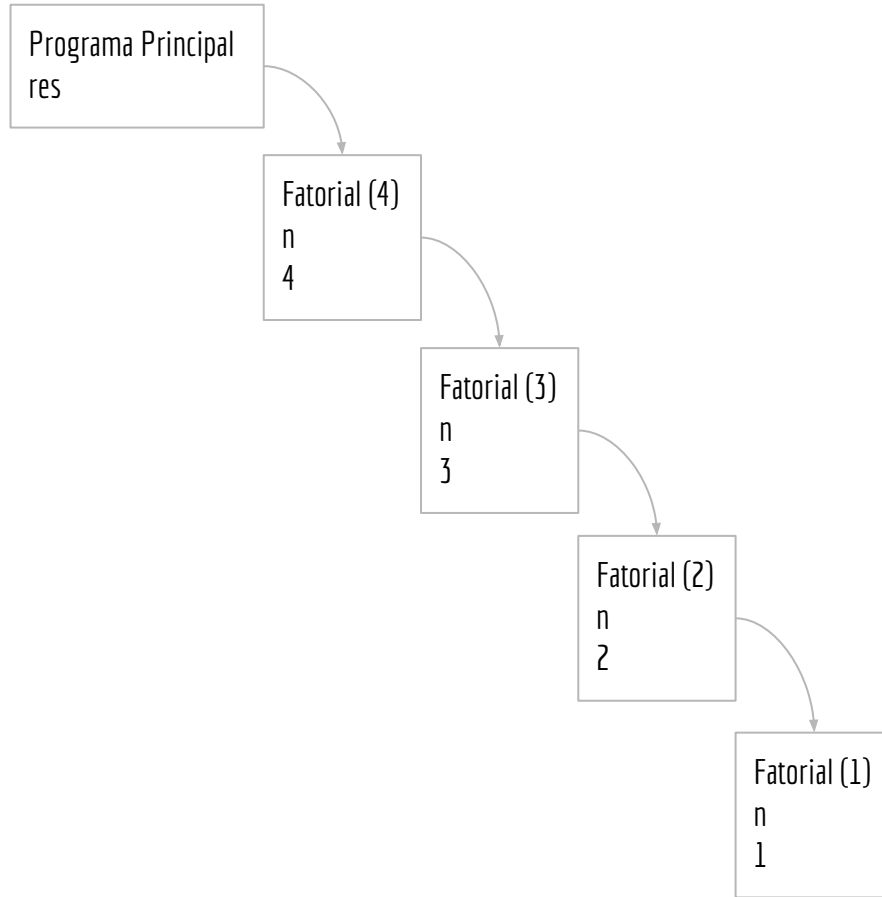 Programa Principal
res
Fatorial (4)
n
4
Fatorial (3)
n
3
Fatorial (2)
n
2
Fatorial (1)
n
1